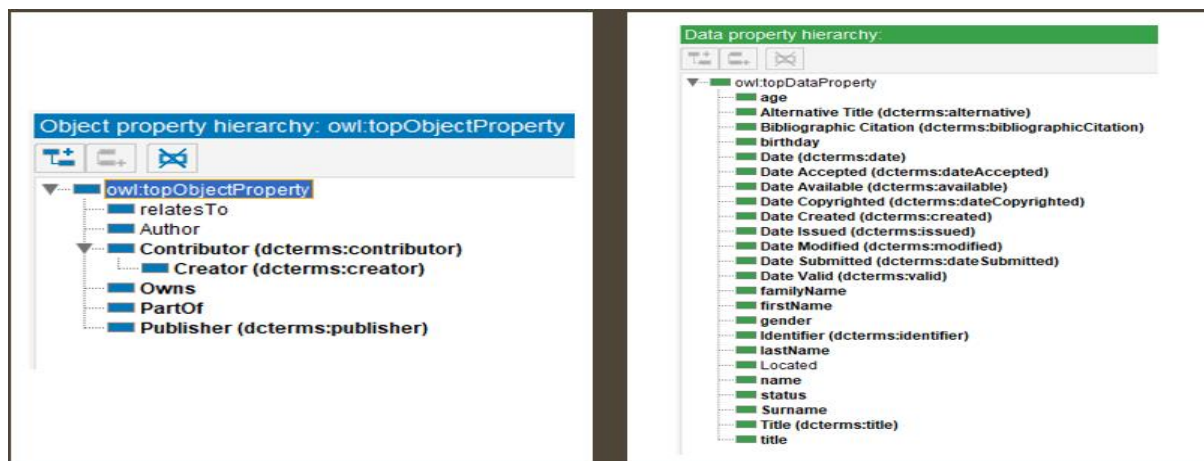 Object property hierarchy: owl:topObjectProperty
owl:topObjectProperty
relatesTo
Author
Contributor (dcterms:contributor)
Creator (dcterms:creator)
Owns
PartOf
Publisher (dcterms:publisher)
Data property hierarchy:
owl:topDataProperty
age
Alternative Title (dcterms:alternative)
Bibliographic Citation (dcterms:bibliographicCitation)
birthday
Date (dcterms:date)
Date Accepted (dcterms:dateAccepted)
Date Available (dcterms:available)
Date Copyrighted (dcterms:dateCopyrighted)
Date Created (dcterms:created)
Date Issued (dcterms:issued)
Date Modified (dcterms:modified)
Date Submitted (dcterms:dateSubmitted)
Date Valid (dcterms:valid)
familyName
firstName
gender
Identifier (dcterms:identifier)
lastName
Located
name
status
Surname
Title (dcterms:title)
title